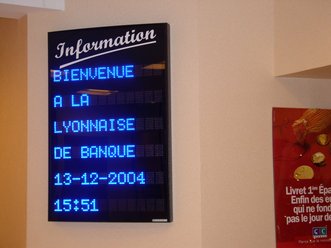 Information
BIENVENUE
A LA
LYONNAISE
DE BANQUE
13-12-2004
15:51
Livret 1er Épa
Enfin des eu
qui ne fond
pas le jour d